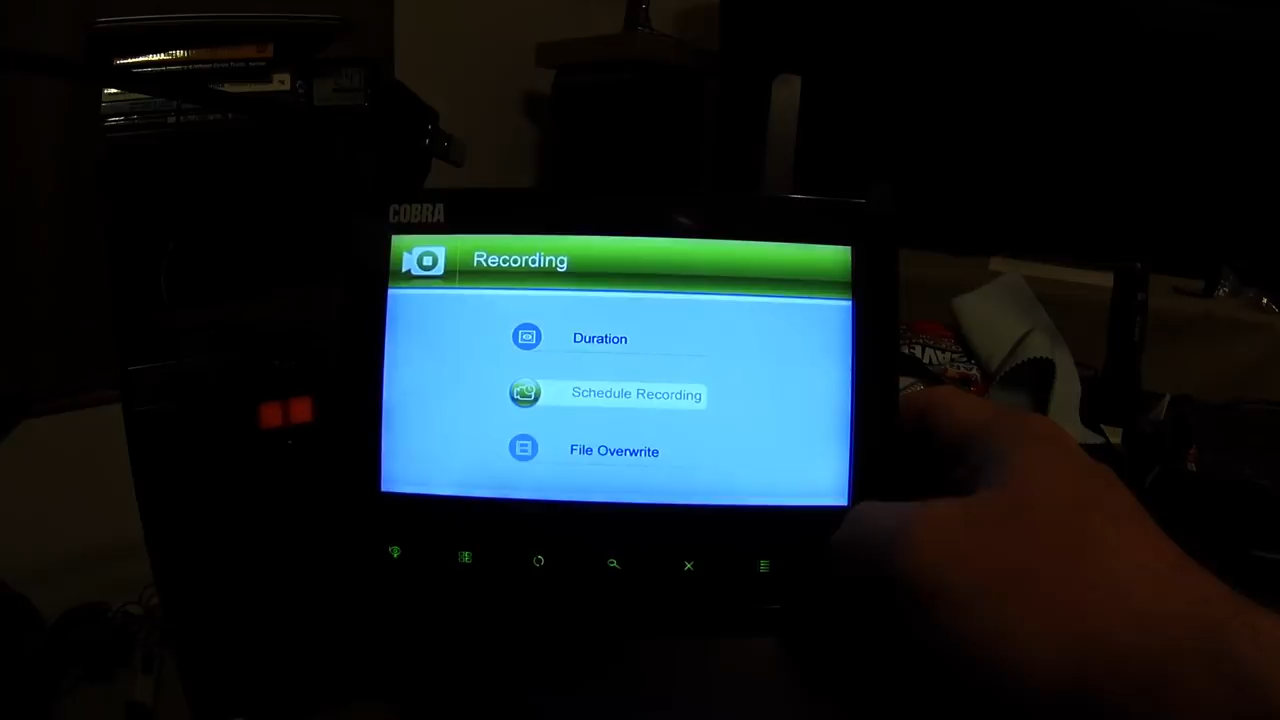 COBRA
Recording
Duration
Schedule Recording
File Overwrite